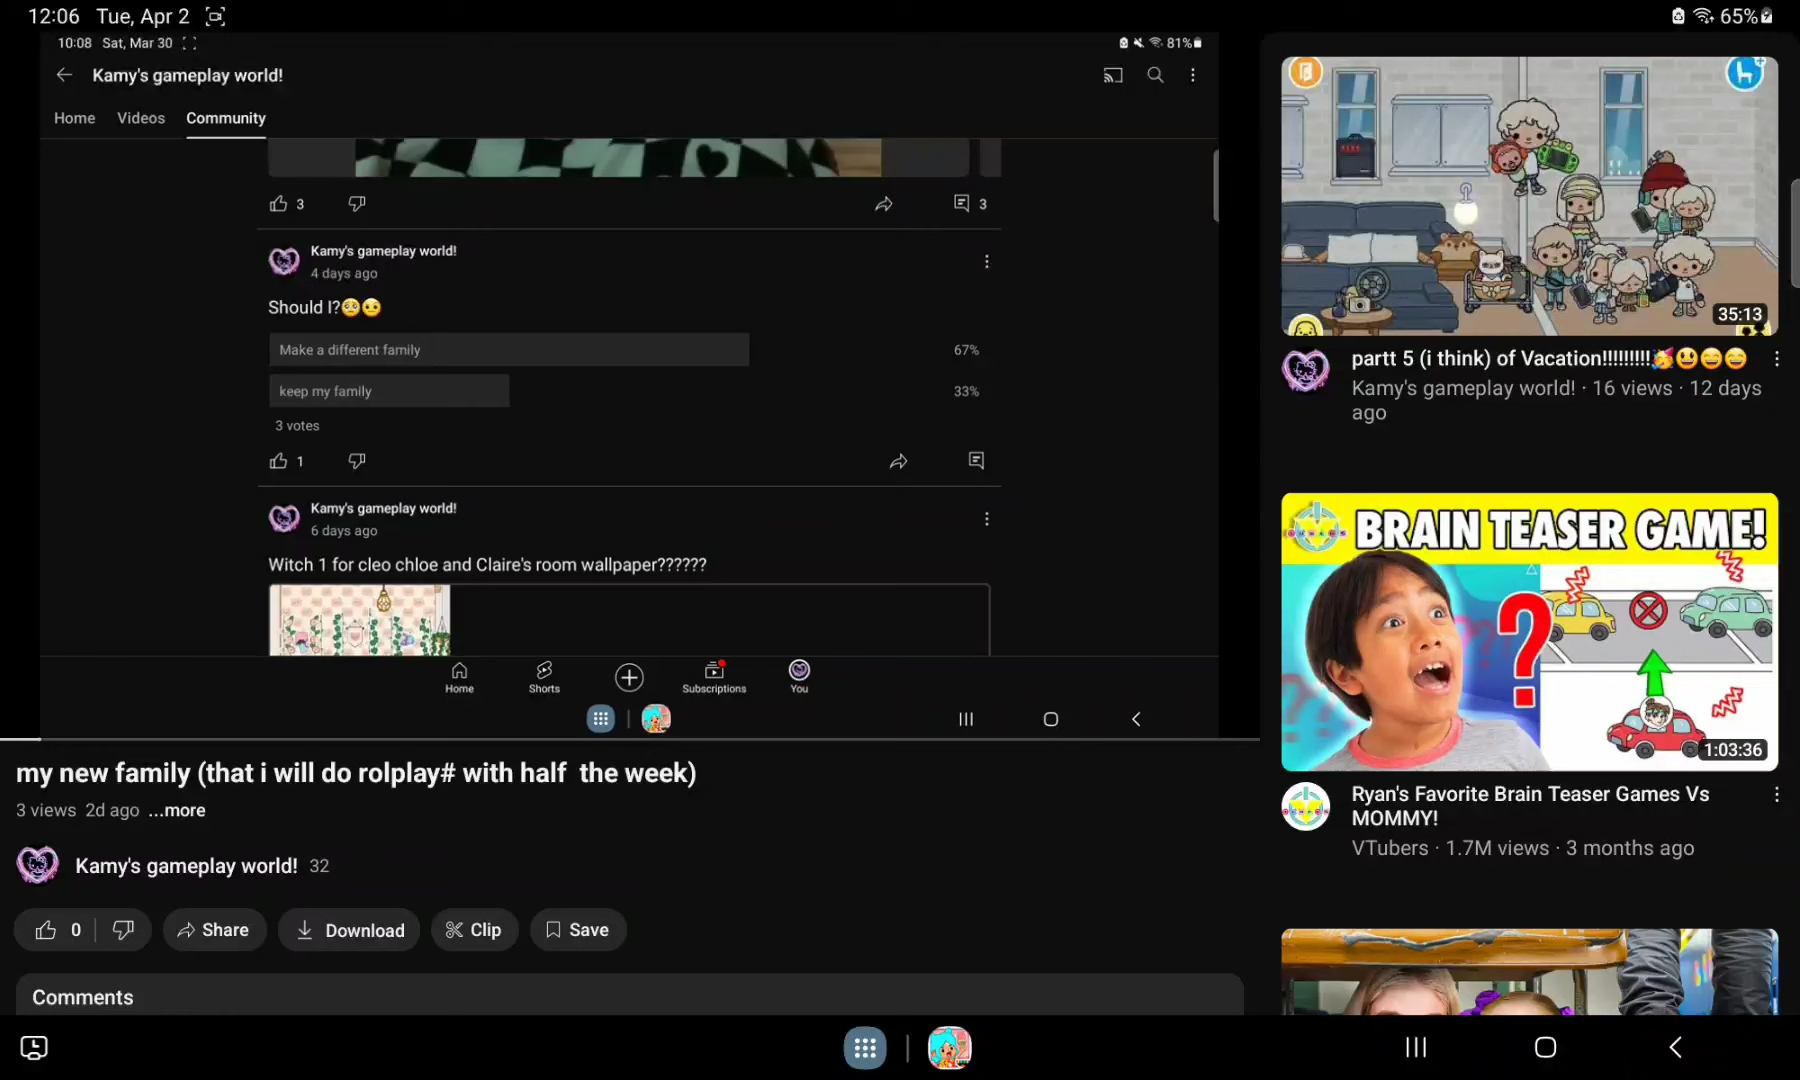 12:06 Tue, Apr 2
65%
10:08 Sat, Mar 30
81%
Kamy's gameplay world!
Home Videos Community
3
3
Kamy's gameplay world!
4 days ago
Should I?🥺🤨
Make a different family 67%
keep my family 33%
3 votes
1
Kamy's gameplay world!
6 days ago
Witch 1 for cleo chloe and Claire's room wallpaper??????
Home Shorts Subscriptions You
my new family (that i will do rolplay# with half the week)
3 views 2d ago ...more
Kamy's gameplay world! 32
0 Share Download Clip Save
Comments
35:13
partt 5 (i think) of Vacation!!!!!!!!!🥳😃😄😄
Kamy's gameplay world! · 16 views · 12 days
ago
BRAIN TEASER GAME!
?
1:03:36
Ryan's Favorite Brain Teaser Games Vs
MOMMY!
VTubers · 1.7M views · 3 months ago